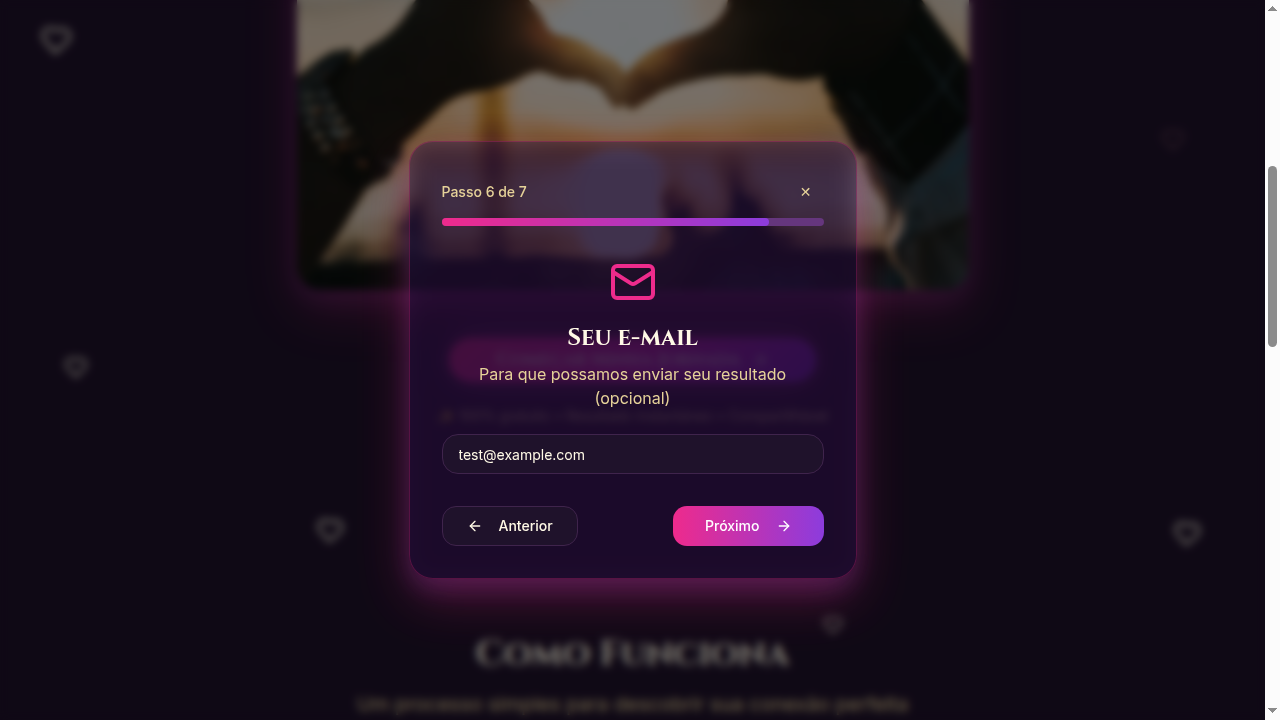 Passo 6 de 7
Seu e-mail
Para que possamos enviar seu resultado
(opcional)
test@example.com
Anterior
Próximo
Como Funciona
Um processo simples para descobrir sua conexão perfeita